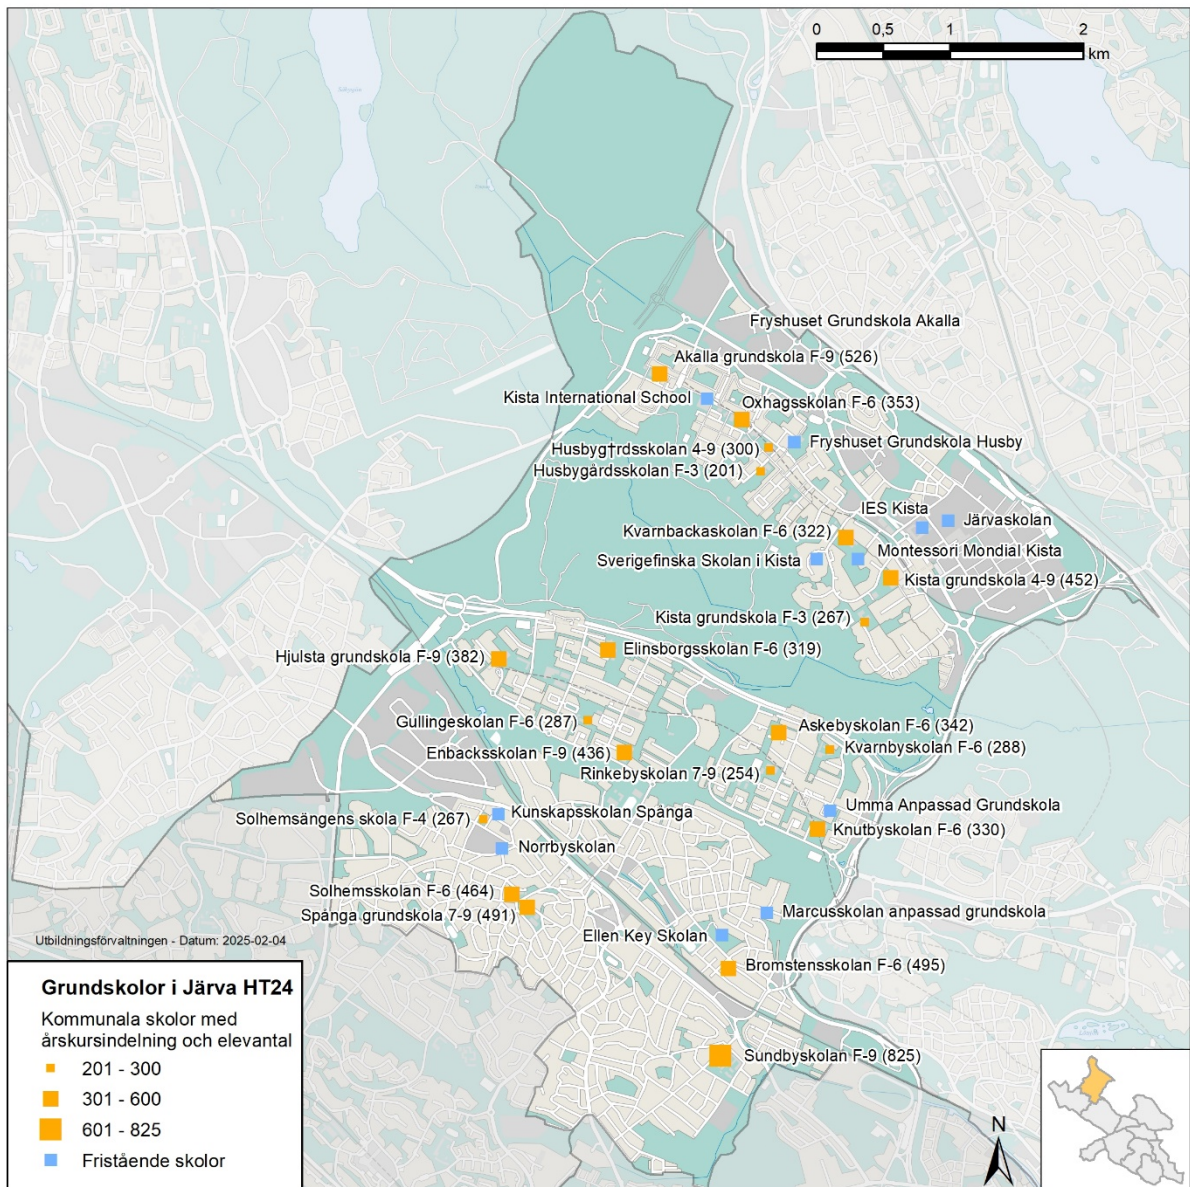 0 0,5 1 2
km
Fryshuset Grundskola Akalla
Akalla grundskola F-9 (526)
Kista International School
Oxhagsskolan F-6 (353)
Husbyg†rdsskolan 4-9 (300)
Fryshuset Grundskola Husby
Husbygårdsskolan F-3 (201)
IES Kista
Järvaskolan
Kvarnbackaskolan F-6 (322)
Montessori Mondial Kista
Sverigefinska Skolan i Kista
Kista grundskola 4-9 (452)
Kista grundskola F-3 (267)
Elinsborgsskolan F-6 (319)
Hjulsta grundskola F-9 (382)
Gullingeskolan F-6 (287)
Askebyskolan F-6 (342)
Enbacksskolan F-9 (436)
Kvarnbyskolan F-6 (288)
Rinkebyskolan 7-9 (254)
Umma Anpassad Grundskola
Kunskapsskolan Spånga
Solhemsängens skola F-4 (267)
Knutbyskolan F-6 (330)
Norrbyskolan
Solhemsskolan F-6 (464)
Spånga grundskola 7-9 (491)
Marcusskolan anpassad grundskola
Ellen Key Skolan
Utbildningsförvaltningen - Datum: 2025-02-04
Bromstensskolan F-6 (495)
Sundbyskolan F-9 (825)
Grundskolor i Järva HT24
Kommunala skolor med
årskursindelning och elevantal
201 - 300
301 - 600
601 - 825
Fristående skolor
N